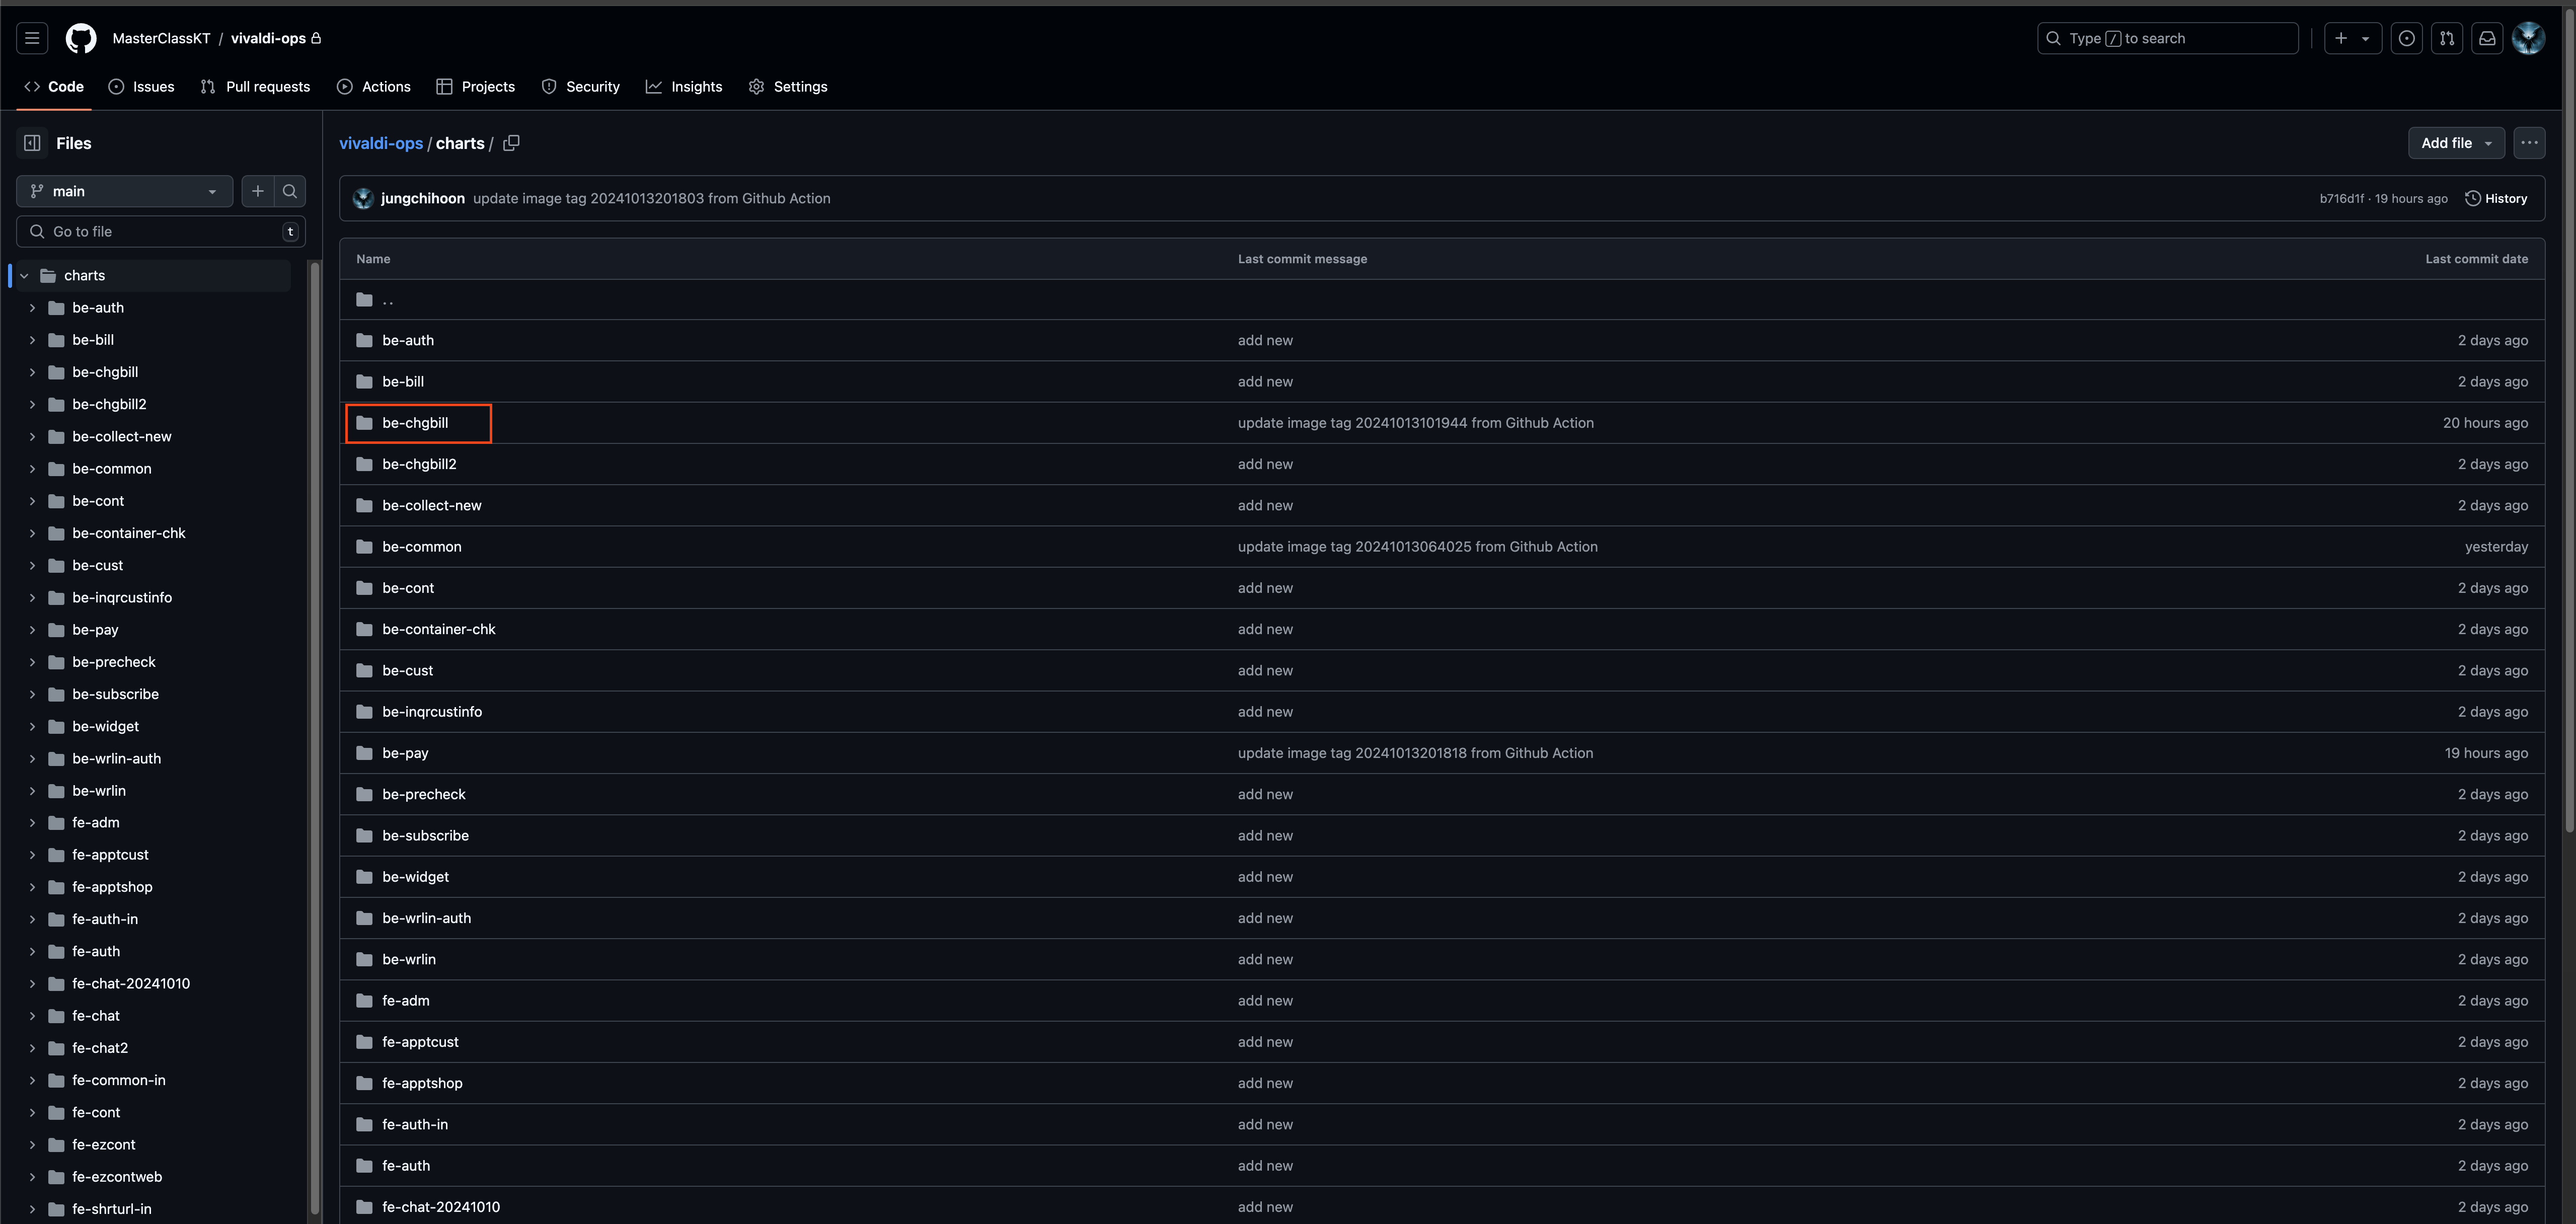 MasterClassKT / vivaldi-ops
Type / to search
Code Issues Pull requests Actions Projects Security Insights Settings
Files
main
Go to file t
charts
be-auth
be-bill
be-chgbill
be-chgbill2
be-collect-new
be-common
be-cont
be-container-chk
be-cust
be-inqrcustinfo
be-pay
be-precheck
be-subscribe
be-widget
be-wrlin-auth
be-wrlin
fe-adm
fe-apptcust
fe-apptshop
fe-auth-in
fe-auth
fe-chat-20241010
fe-chat
fe-chat2
fe-common-in
fe-cont
fe-ezcont
fe-ezcontweb
fe-shrturl-in
vivaldi-ops / charts /
Add file
jungchihoon update image tag 20241013201803 from Github Action b716d1f · 19 hours ago History
Name Last commit message Last commit date
..
be-auth add new 2 days ago
be-bill add new 2 days ago
be-chgbill update image tag 20241013101944 from Github Action 20 hours ago
be-chgbill2 add new 2 days ago
be-collect-new add new 2 days ago
be-common update image tag 20241013064025 from Github Action yesterday
be-cont add new 2 days ago
be-container-chk add new 2 days ago
be-cust add new 2 days ago
be-inqrcustinfo add new 2 days ago
be-pay update image tag 20241013201818 from Github Action 19 hours ago
be-precheck add new 2 days ago
be-subscribe add new 2 days ago
be-widget add new 2 days ago
be-wrlin-auth add new 2 days ago
be-wrlin add new 2 days ago
fe-adm add new 2 days ago
fe-apptcust add new 2 days ago
fe-apptshop add new 2 days ago
fe-auth-in add new 2 days ago
fe-auth add new 2 days ago
fe-chat-20241010 add new 2 days ago